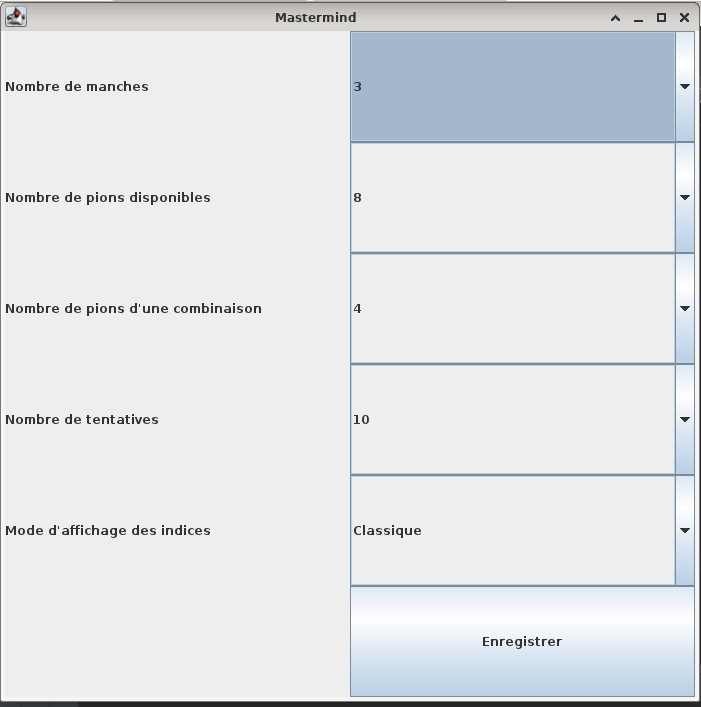 Mastermind
Nombre de manches
3
Nombre de pions disponibles
8
Nombre de pions d'une combinaison
4
Nombre de tentatives
10
Mode d'affichage des indices
Classique
Enregistrer